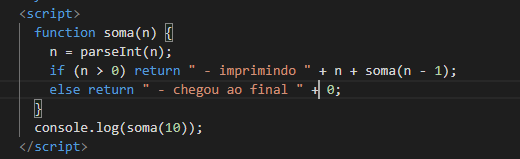 <script>
function soma(n) {
n = parseInt(n);
if (n > 0) return " - imprimindo " + n + soma(n - 1);
else return " - chegou ao final " + 0;
}
console.log(soma(10));
</script>